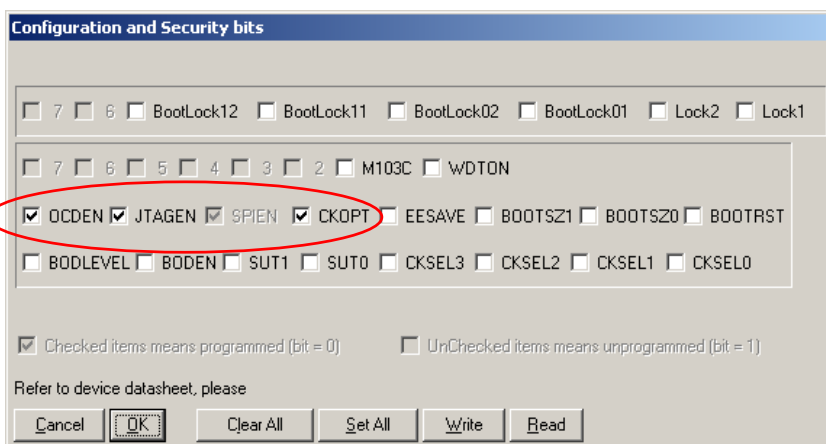 Configuration and Security bits
7 6 BootLock12 BootLock11 BootLock02 BootLock01 Lock2 Lock1
7 6 5 4 3 2 M103C WDTON
OCDEN JTAGEN SPIEN CKOPT EESAVE BOOTSZ1 BOOTSZ0 BOOTRST
BODLEVEL BODEN SUT1 SUT0 CKSEL3 CKSEL2 CKSEL1 CKSEL0
Checked items means programmed (bit = 0) UnChecked items means unprogrammed (bit = 1)
Refer to device datasheet, please
Cancel OK Clear All Set All Write Read